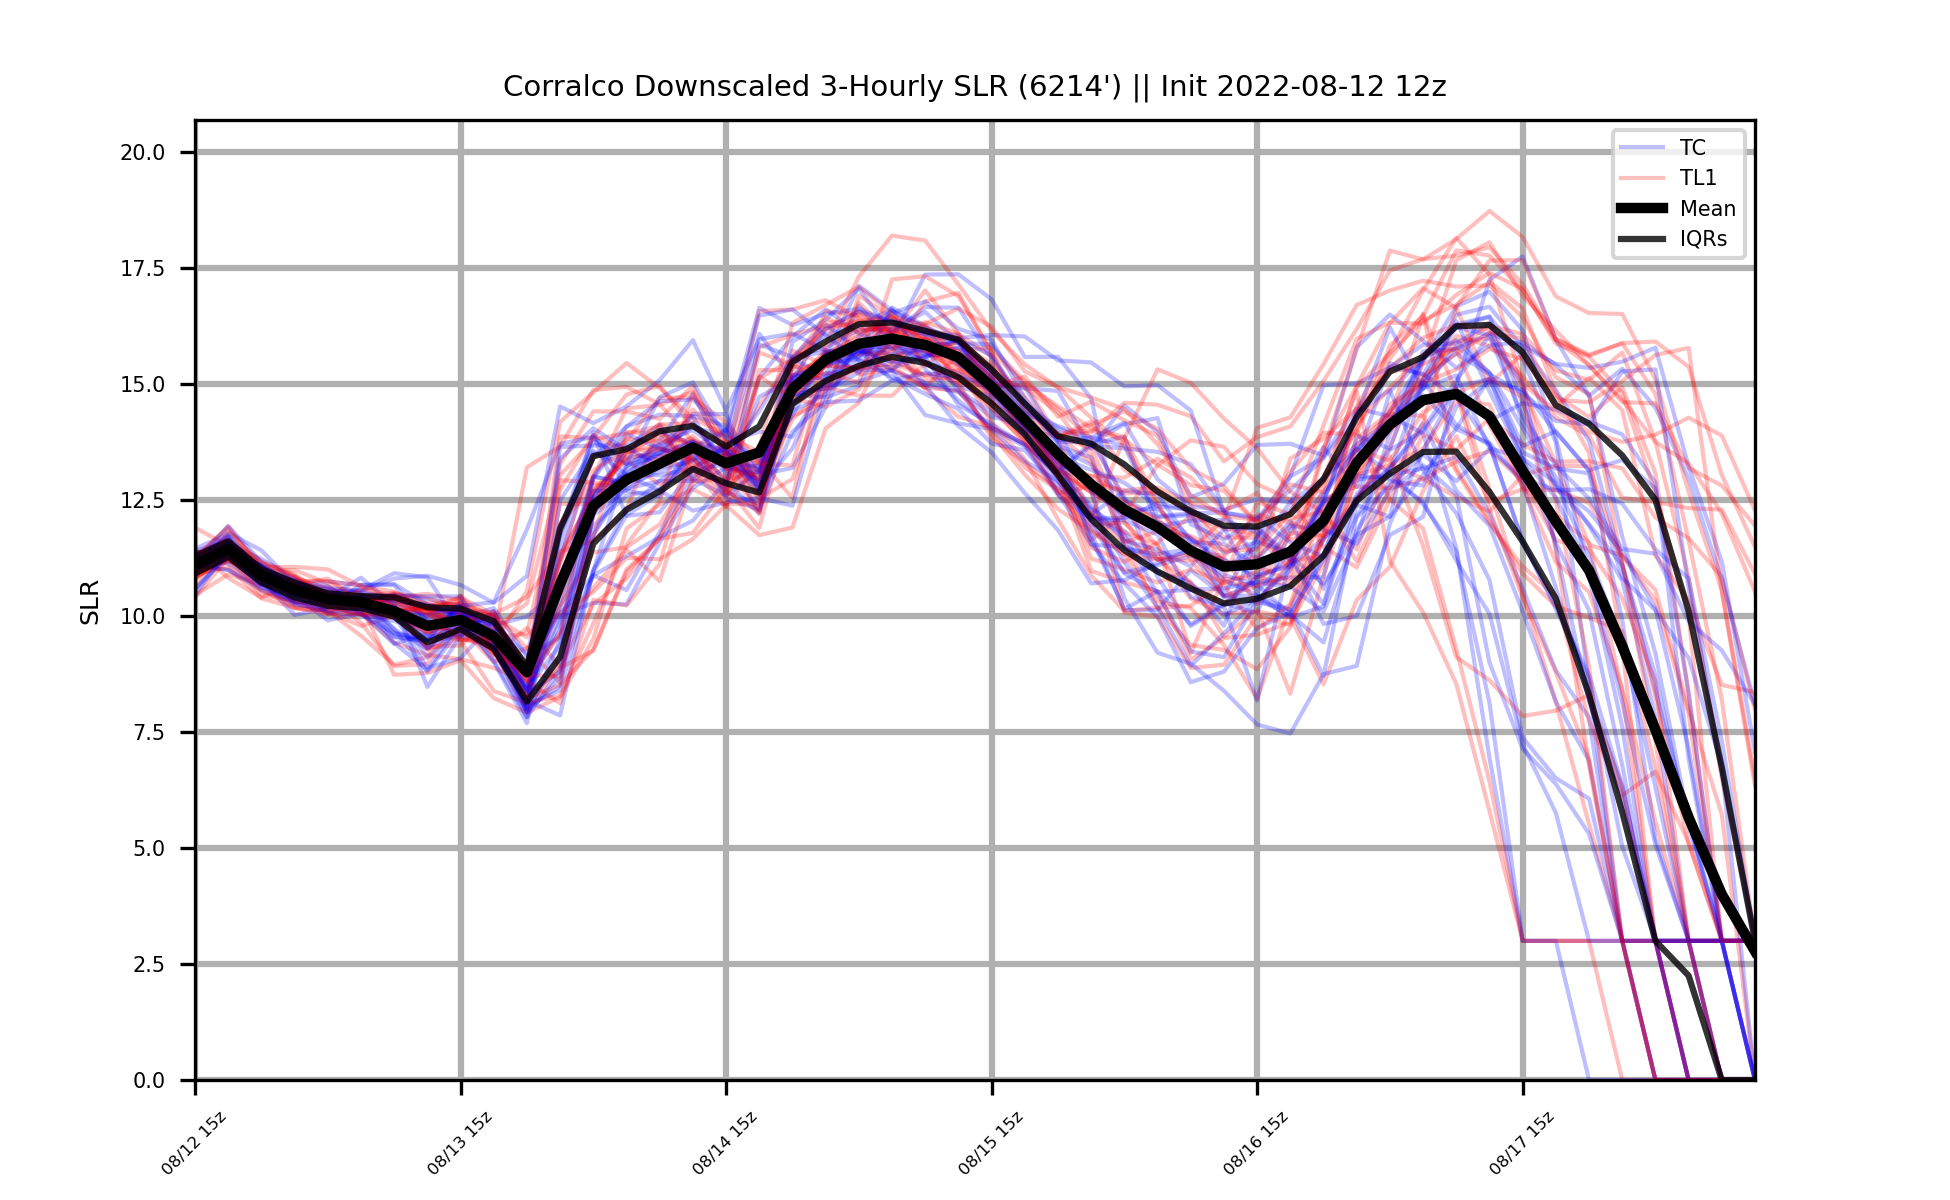 Corralco Downscaled 3-Hourly SLR (6214') || Init 2022-08-12 12z
TC
TL1
Mean
IQRs
SLR
20.0
17.5
15.0
12.5
10.0
7.5
5.0
2.5
0.0
08/12 15z
08/13 15z
08/14 15z
08/15 15z
08/16 15z
08/17 15z